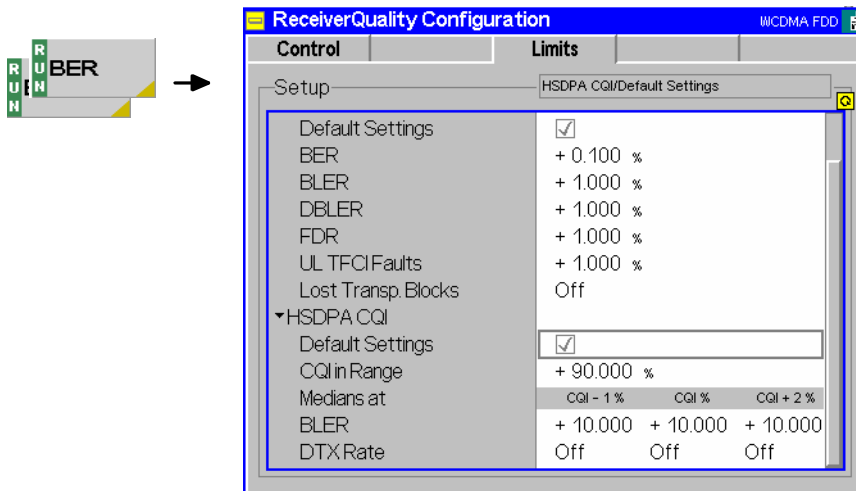 ReceiverQuality Configuration WCDMA FDD
Control Limits
RUN BER
RUN
Setup HSDPA CQI/Default Settings
Default Settings
BER + 0.100 %
BLER + 1.000 %
DBLER + 1.000 %
FDR + 1.000 %
UL TFCI Faults + 1.000 %
Lost Transp. Blocks Off
HSDPA CQI
Default Settings
CQI in Range + 90.000 %
Medians at CQI - 1 % CQI % CQI + 2 %
BLER + 10.000 + 10.000 + 10.000
DTX Rate Off Off Off